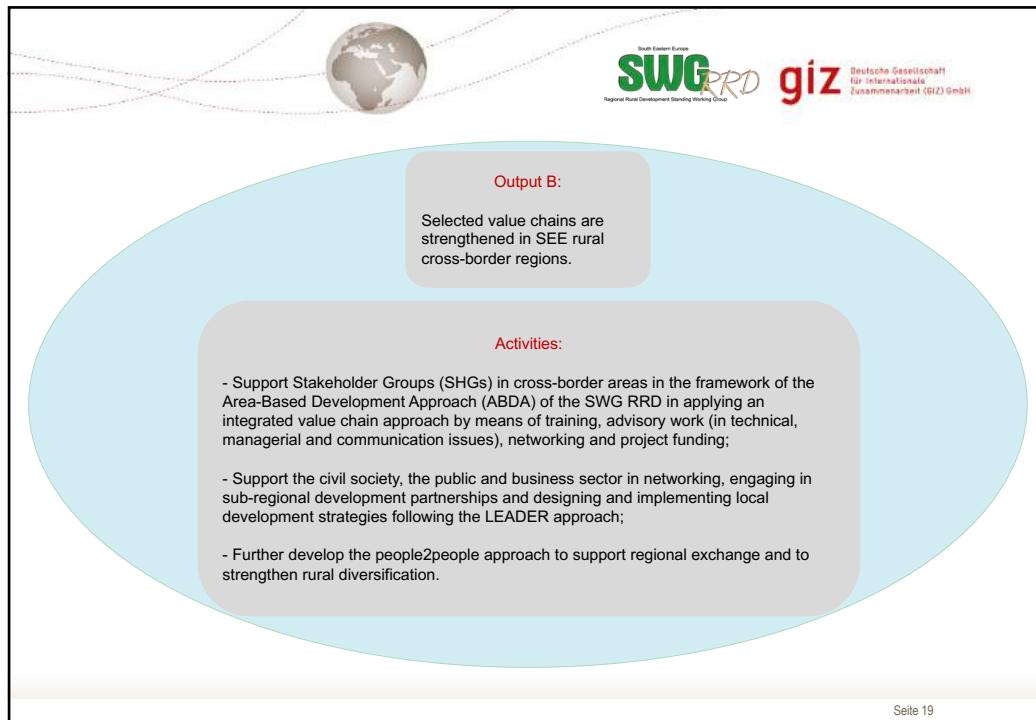 South Eastern Europe
SWG RRD
Regional Rural Development Standing Working Group
giz
Deutsche Gesellschaft
für Internationale
Zusammenarbeit (GIZ) GmbH
Output B:
Selected value chains are
strengthened in SEE rural
cross-border regions.
Activities:
- Support Stakeholder Groups (SHGs) in cross-border areas in the framework of the
Area-Based Development Approach (ABDA) of the SWG RRD in applying an
integrated value chain approach by means of training, advisory work (in technical,
managerial and communication issues), networking and project funding;
- Support the civil society, the public and business sector in networking, engaging in
sub-regional development partnerships and designing and implementing local
development strategies following the LEADER approach;
- Further develop the people2people approach to support regional exchange and to
strengthen rural diversification.
Seite 19